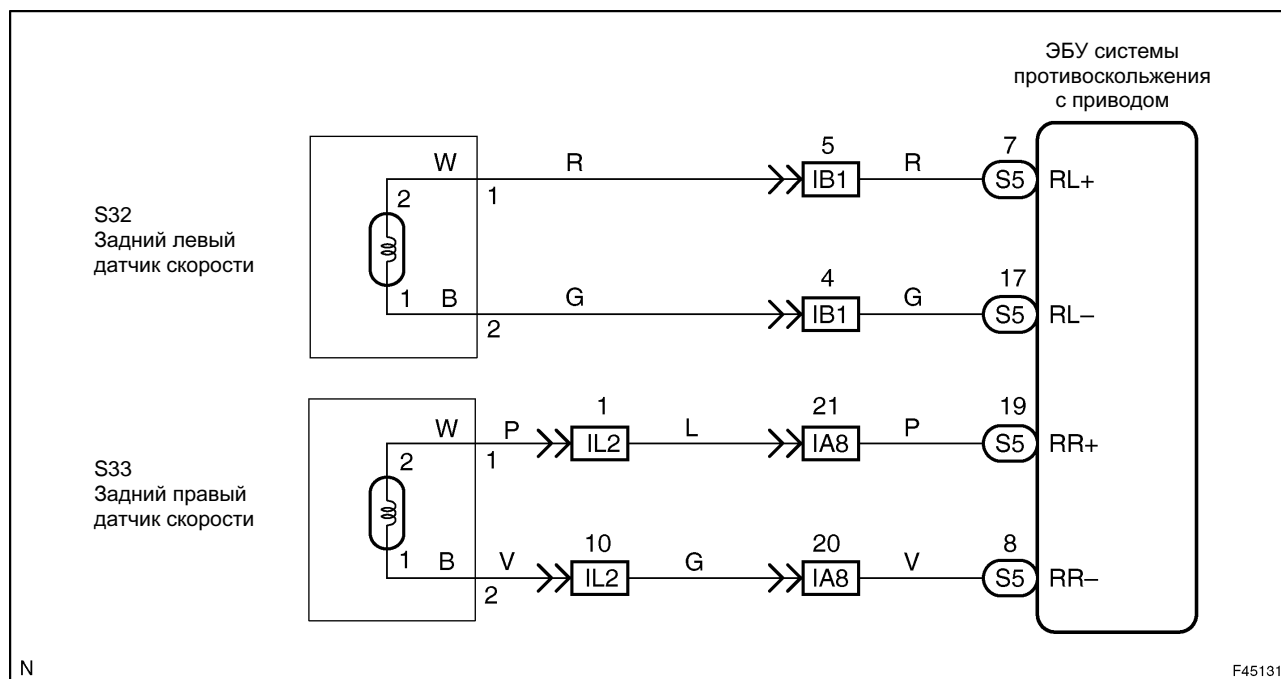 ЭБУ системы
противоскольжения
с приводом
W R 5 R 7
2 1 IB1 S5 RL+
S32
Задний левый
датчик скорости
1 B G 4 G 17
2 IB1 S5 RL–
W P 1 L 21 P 19
2 1 IL2 IA8 S5 RR+
S33
Задний правый
датчик скорости
1 B V 10 G 20 V 8
2 IL2 IA8 S5 RR–
N F45131